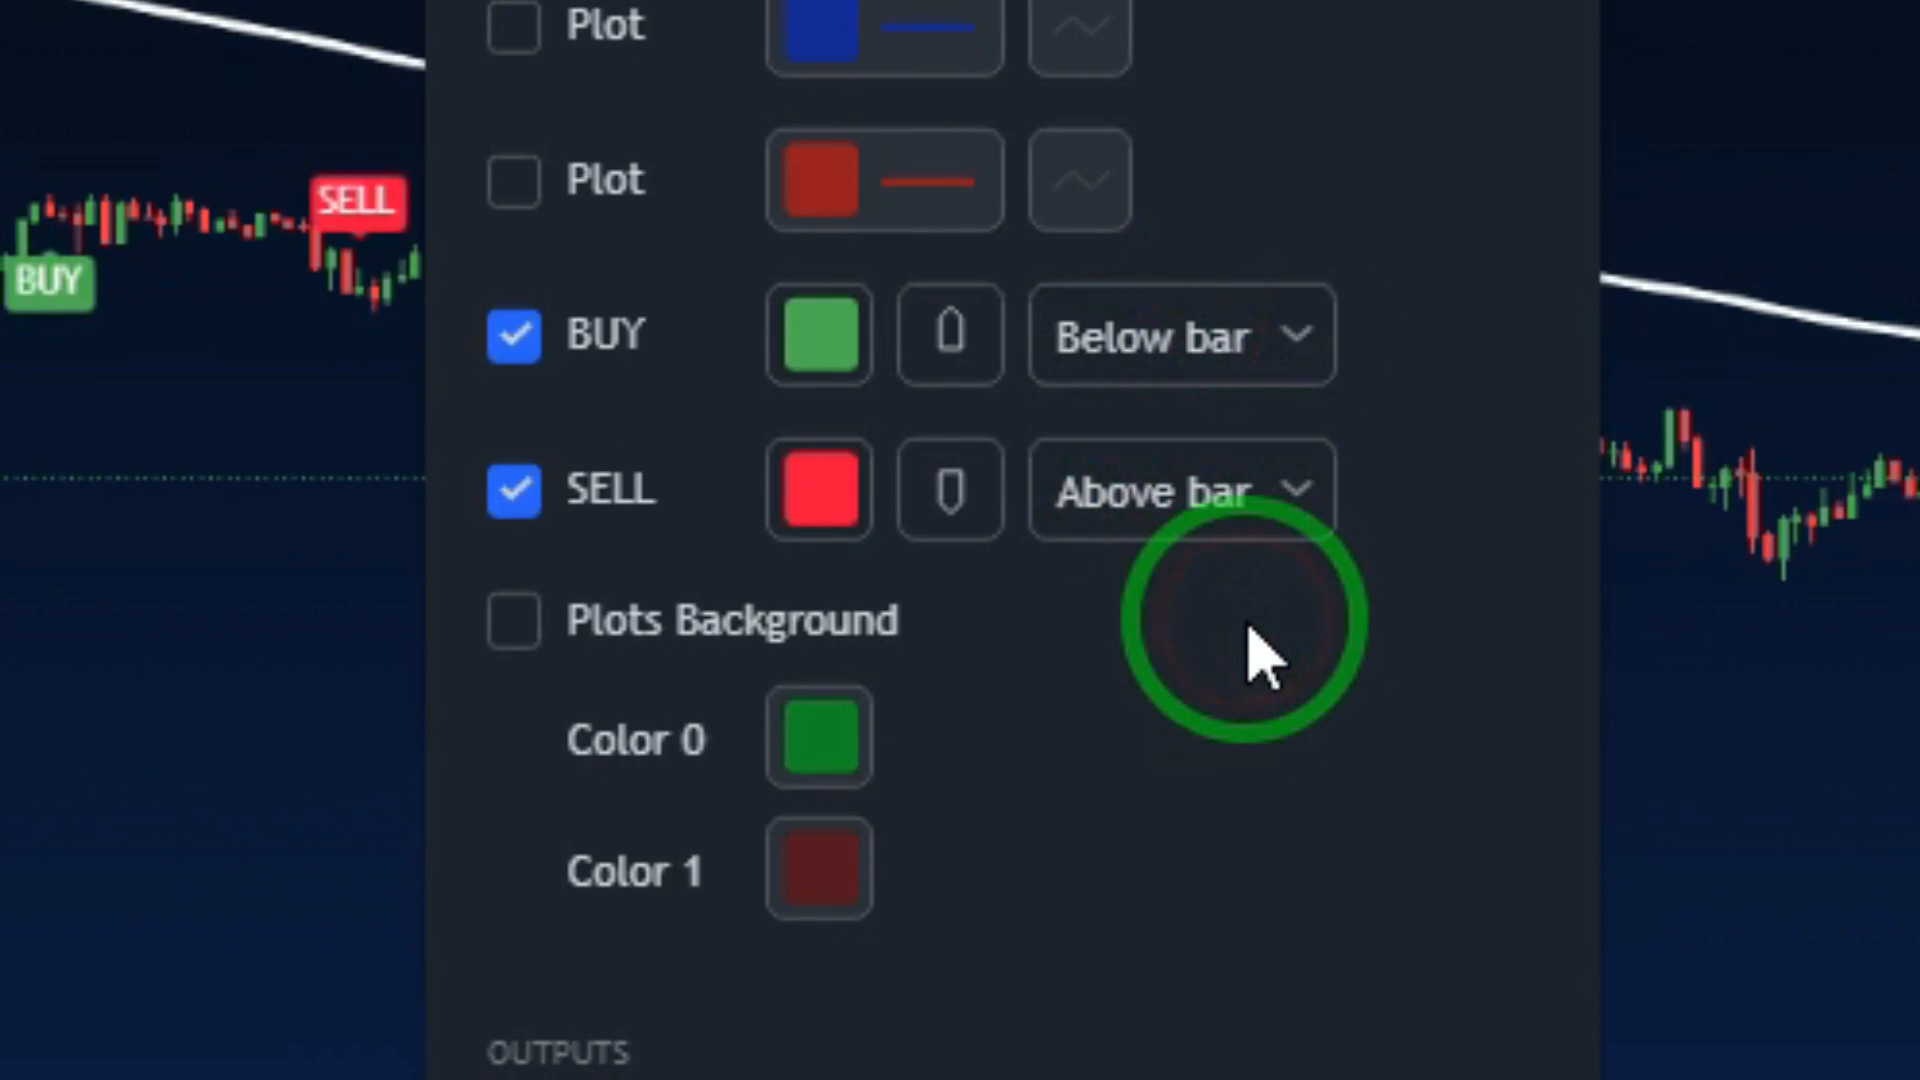 Plot
Plot
SELL
BUY
BUY Below bar
SELL Above bar
Plots Background
Color 0
Color 1
OUTPUTS